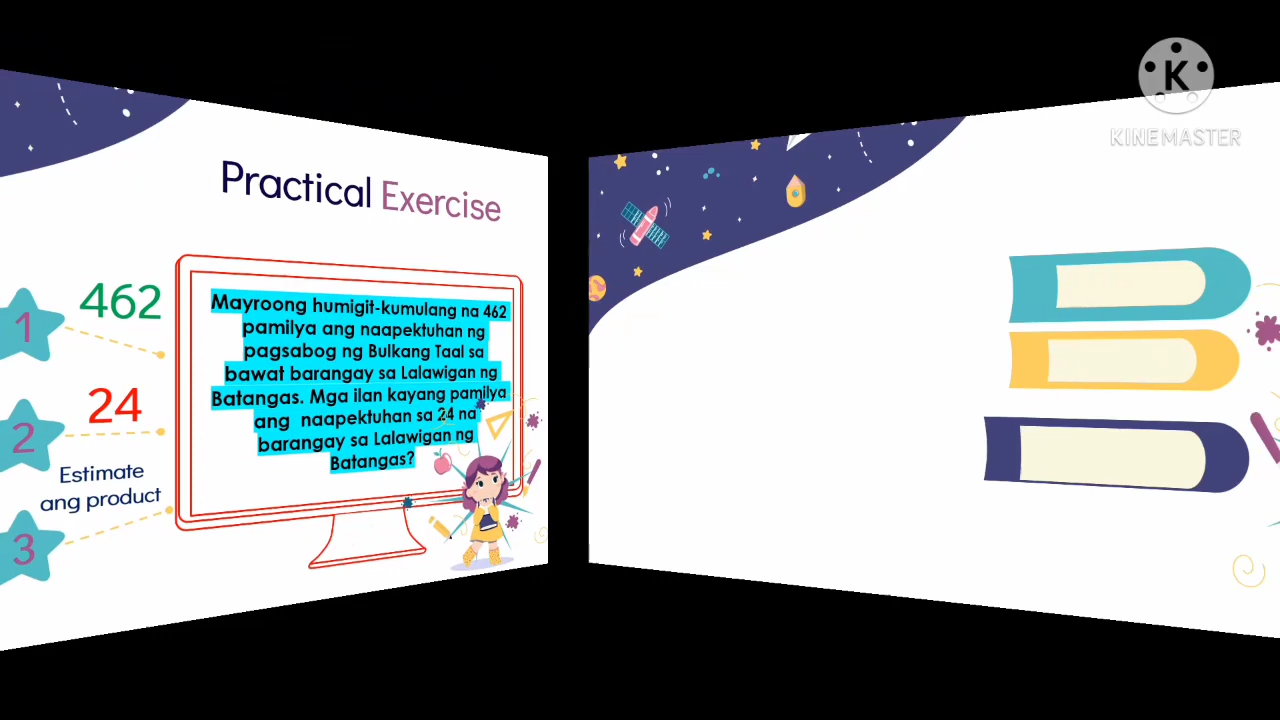 K
KINEMASTER
Practical Exercise
1
462
2
24
Estimate
ang product
3
Mayroong humigit-kumulang na 462
pamilya ang naapektuhan ng
pagsabog ng Bulkang Taal sa
bawat barangay sa Lalawigan ng
Batangas. Mga ilan kayang pamilya
ang naapektuhan sa 24 na
barangay sa Lalawigan ng
Batangas?